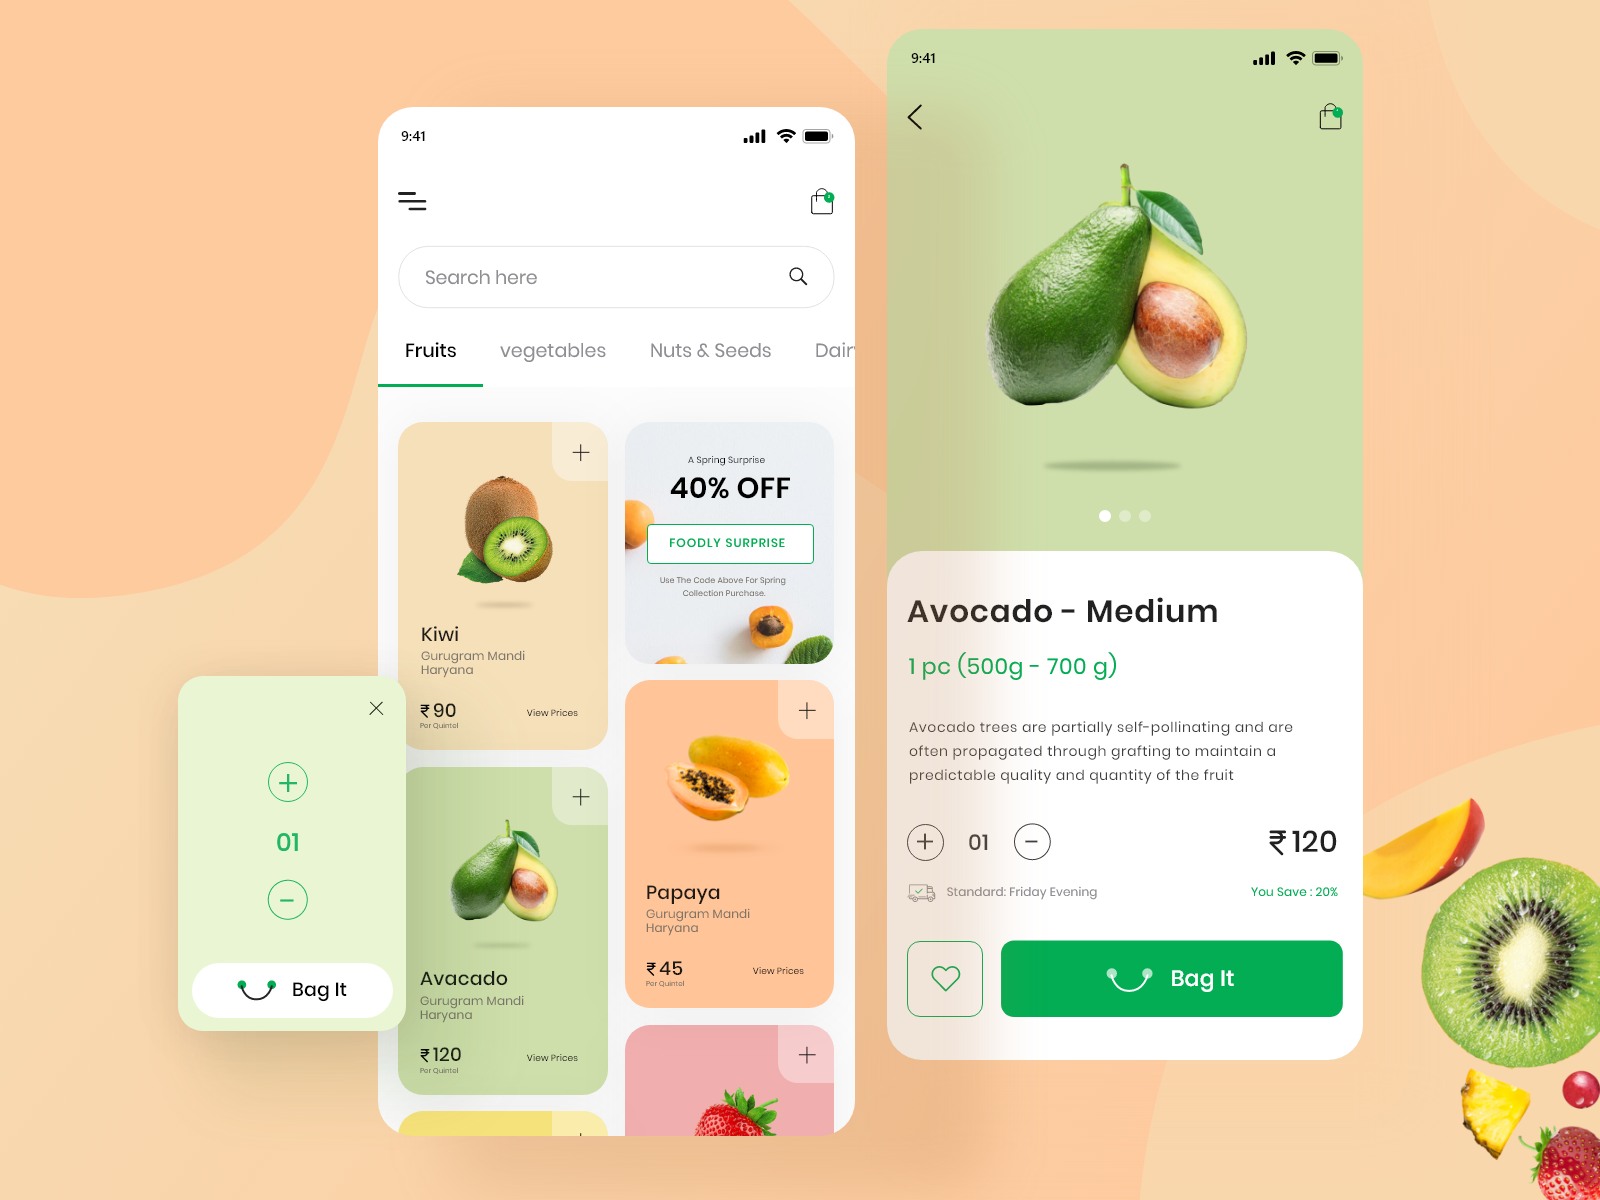 9:41
Search here
Fruits
vegetables
Nuts & Seeds
Dair
Kiwi
Gurugram Mandi
Haryana
₹ 90
Per Quintel
View Prices
A Spring Surprise
40% OFF
FOODLY SURPRISE
Use The Code Above For Spring
Collection Purchase.
Avacado
Gurugram Mandi
Haryana
₹ 120
Per Quintel
View Prices
Papaya
Gurugram Mandi
Haryana
₹ 45
Per Quintel
View Prices
01
Bag It
9:41
Avocado - Medium
1 pc (500g - 700 g)
Avocado trees are partially self-pollinating and are
often propagated through grafting to maintain a
predictable quality and quantity of the fruit
01
₹ 120
Standard: Friday Evening
You Save : 20%
Bag It